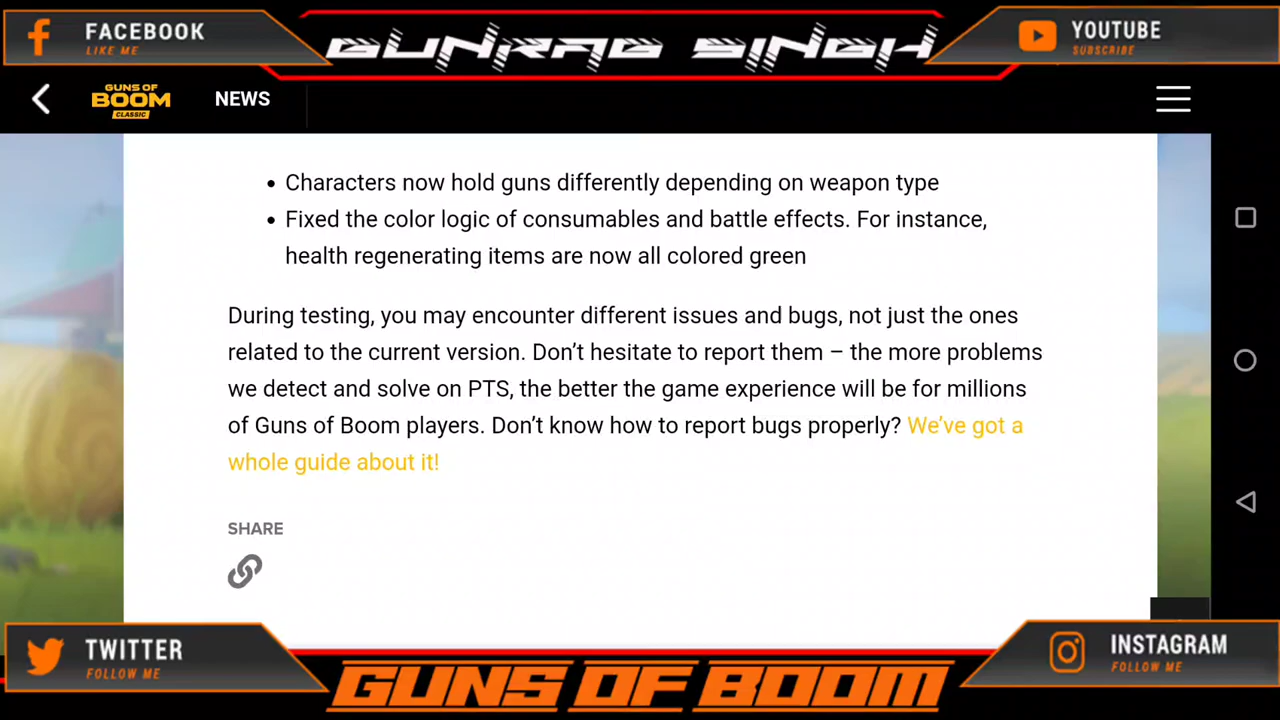 FACEBOOK
LIKE ME
GUNRAG SINGH
YOUTUBE
SUBSCRIBE
GUNS OF
BOOM
CLASSIC
NEWS
• Characters now hold guns differently depending on weapon type
• Fixed the color logic of consumables and battle effects. For instance,
health regenerating items are now all colored green
During testing, you may encounter different issues and bugs, not just the ones
related to the current version. Don’t hesitate to report them – the more problems
we detect and solve on PTS, the better the game experience will be for millions
of Guns of Boom players. Don’t know how to report bugs properly? We’ve got a
whole guide about it!
SHARE
TWITTER
FOLLOW ME
GUNS OF BOOM
INSTAGRAM
FOLLOW ME